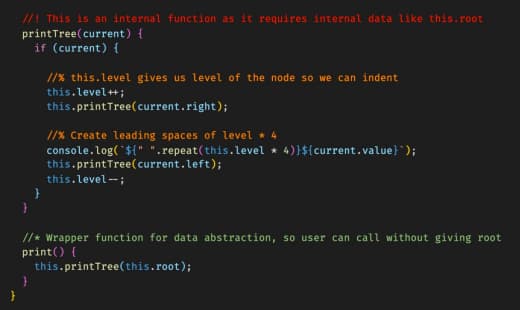 //! This is an internal function as it requires internal data like this.root
printTree(current) {
if (current) {
//% this.level gives us level of the node so we can indent
this.level++;
this.printTree(current.right);
//% Create leading spaces of level * 4
console.log(`${" ".repeat(this.level * 4)}${current.value}`);
this.printTree(current.left);
this.level--;
}
}
//* Wrapper function for data abstraction, so user can call without giving root
print() {
this.printTree(this.root);
}
}